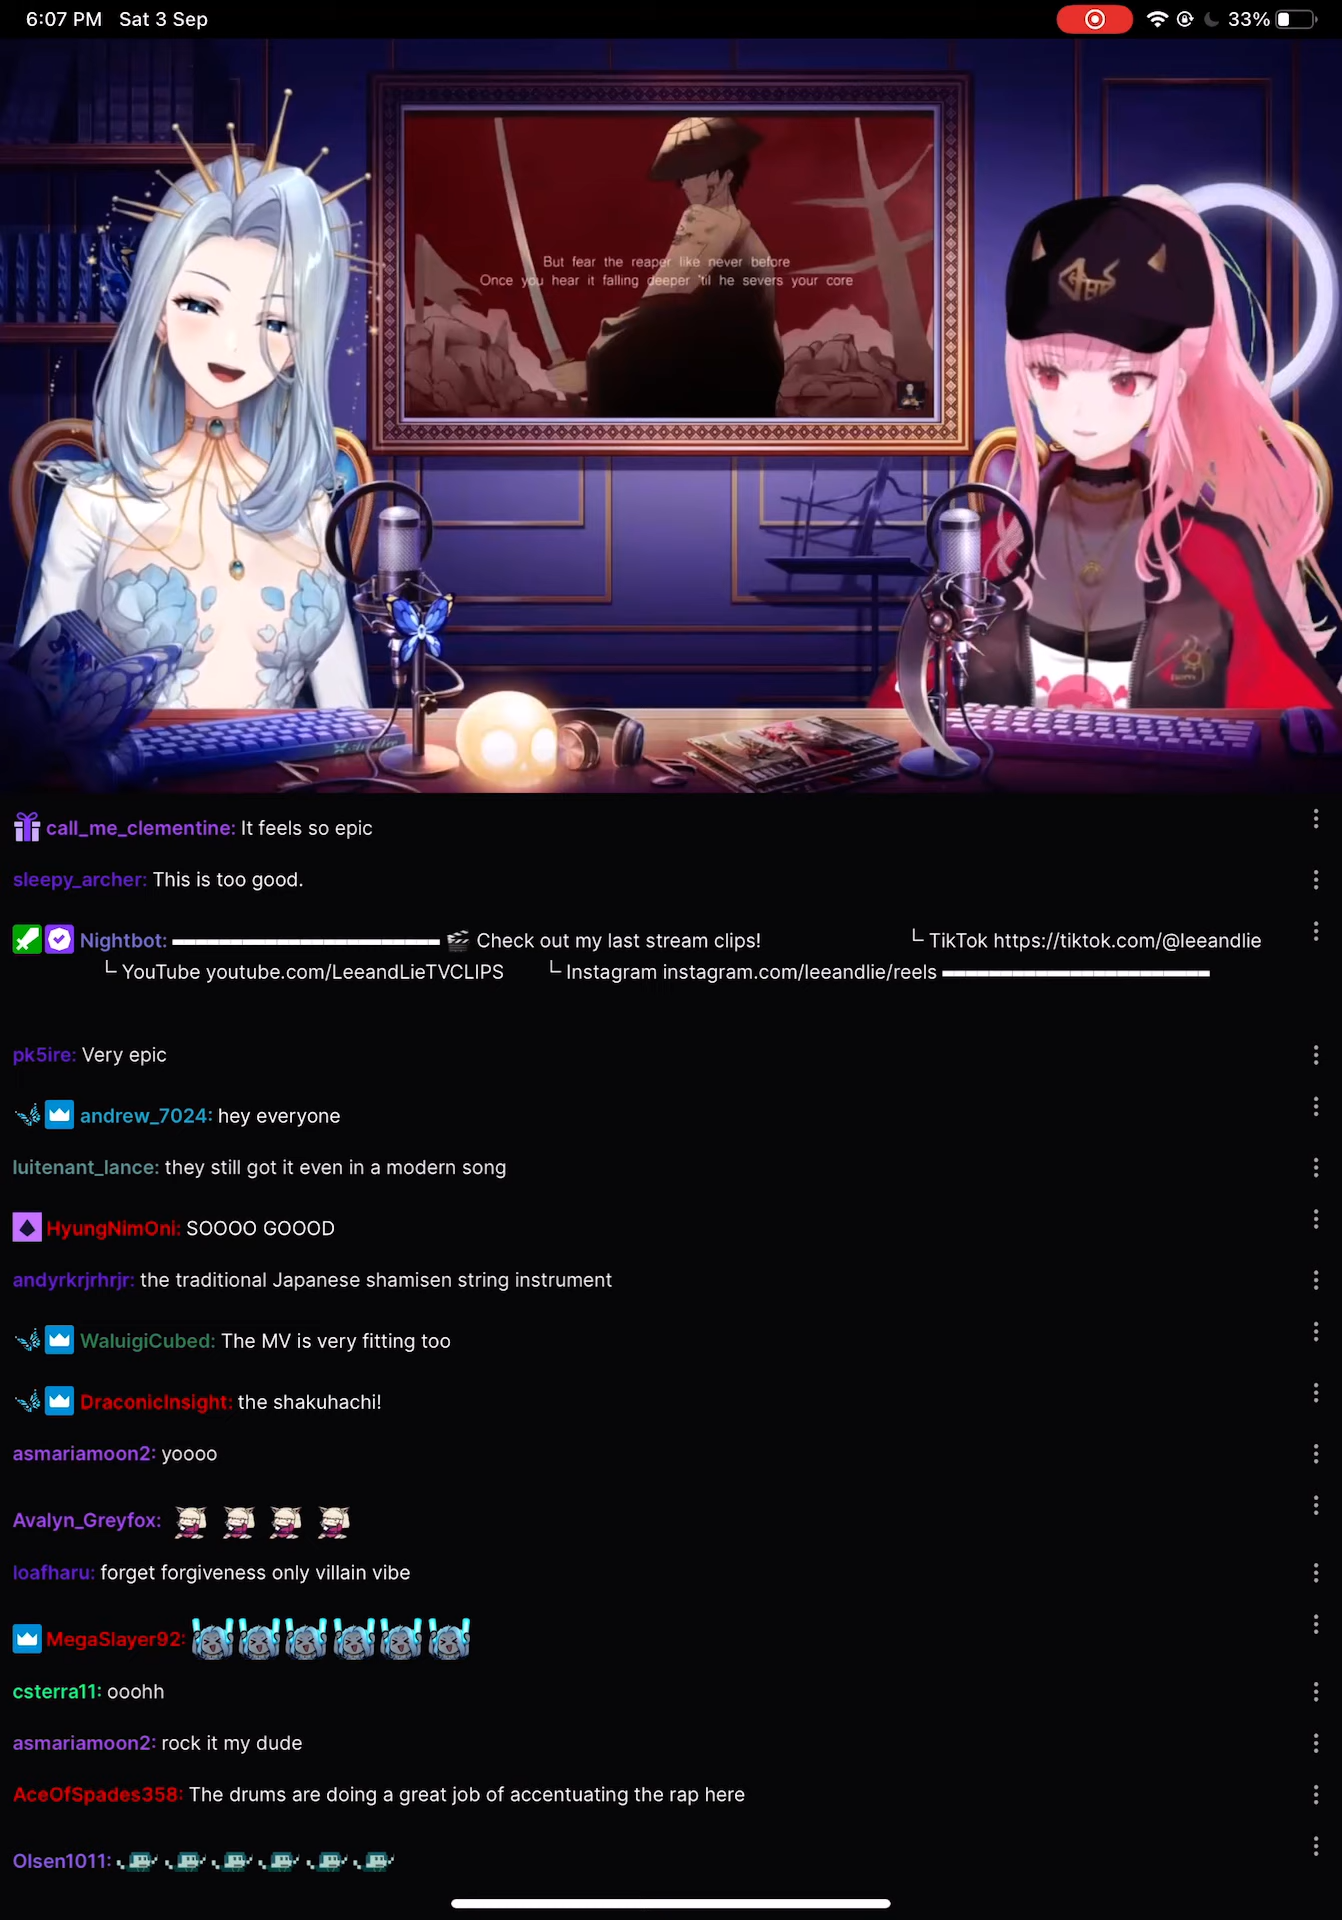 6:07 PM Sat 3 Sep
33%
But fear the reaper like never before
Once you hear it falling deeper 'til he severs your core
call_me_clementine: It feels so epic
sleepy_archer: This is too good.
Nightbot: ▬▬▬▬▬▬▬▬▬▬▬▬▬ 🎬 Check out my last stream clips! └ TikTok https://tiktok.com/@leeandlie
└ YouTube youtube.com/LeeandLieTVCLIPS └ Instagram instagram.com/leeandlie/reels ▬▬▬▬▬▬▬▬▬▬▬▬▬
pk5ire: Very epic
andrew_7024: hey everyone
luitenant_lance: they still got it even in a modern song
HyungNimOni: SOOOO GOOOD
andyrkrjrhrjr: the traditional Japanese shamisen string instrument
WaluigiCubed: The MV is very fitting too
DraconicInsight: the shakuhachi!
asmariamoon2: yoooo
Avalyn_Greyfox:
loafharu: forget forgiveness only villain vibe
MegaSlayer92:
csterra11: ooohh
asmariamoon2: rock it my dude
AceOfSpades358: The drums are doing a great job of accentuating the rap here
Olsen1011: